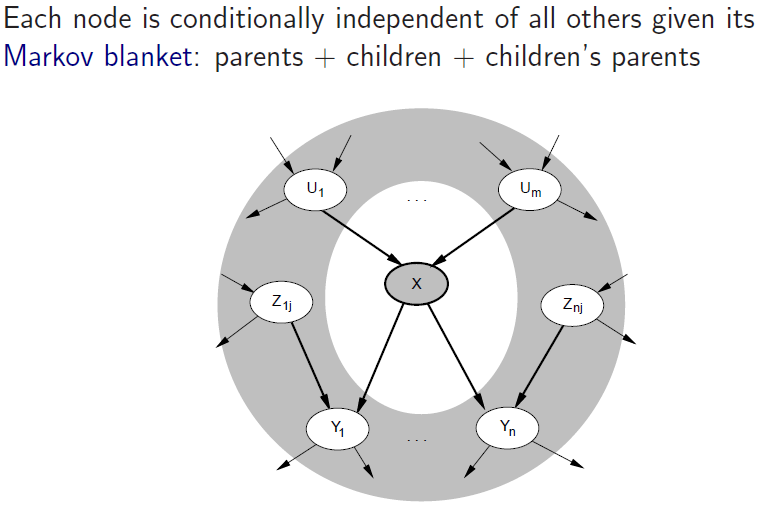 Each node is conditionally independent of all others given its
Markov blanket: parents + children + children's parents
U1
Um
. . .
X
Z1j
Znj
Y1
Yn
. . .